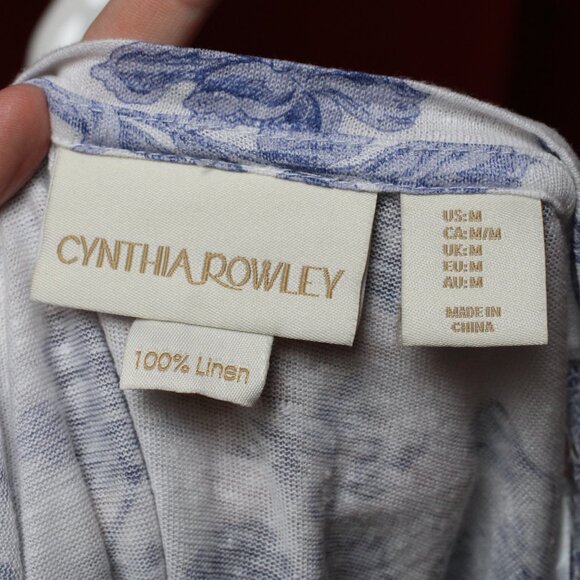 CYNTHIA ROWLEY
100% Linen
US:M
CA:M/M
UK:M
EU:M
AU:M
MADE IN
CHINA